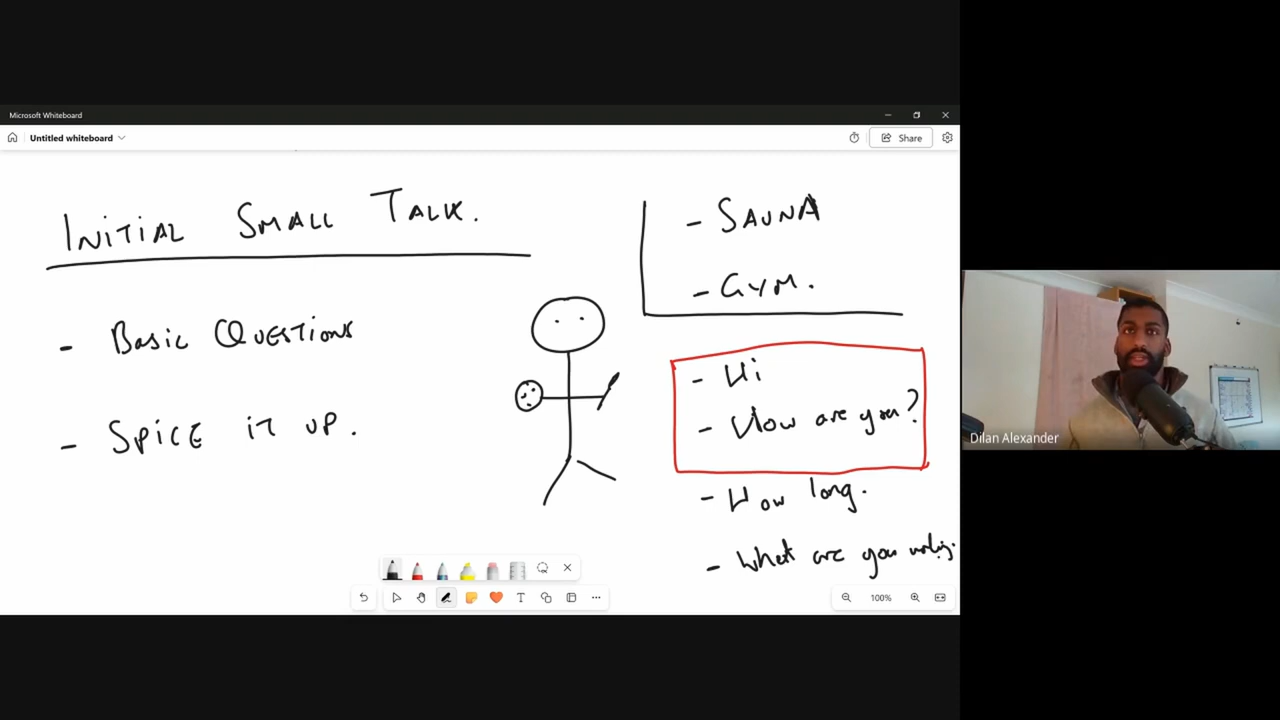 Microsoft Whiteboard
Untitled whiteboard
Share
INITIAL SMALL TALK.
- BASIC QUESTIONS
- SPICE IT UP.
- SAUNA
- GYM.
- Hi
- How are you?
- How long.
- What are you
100%
Dilan Alexander